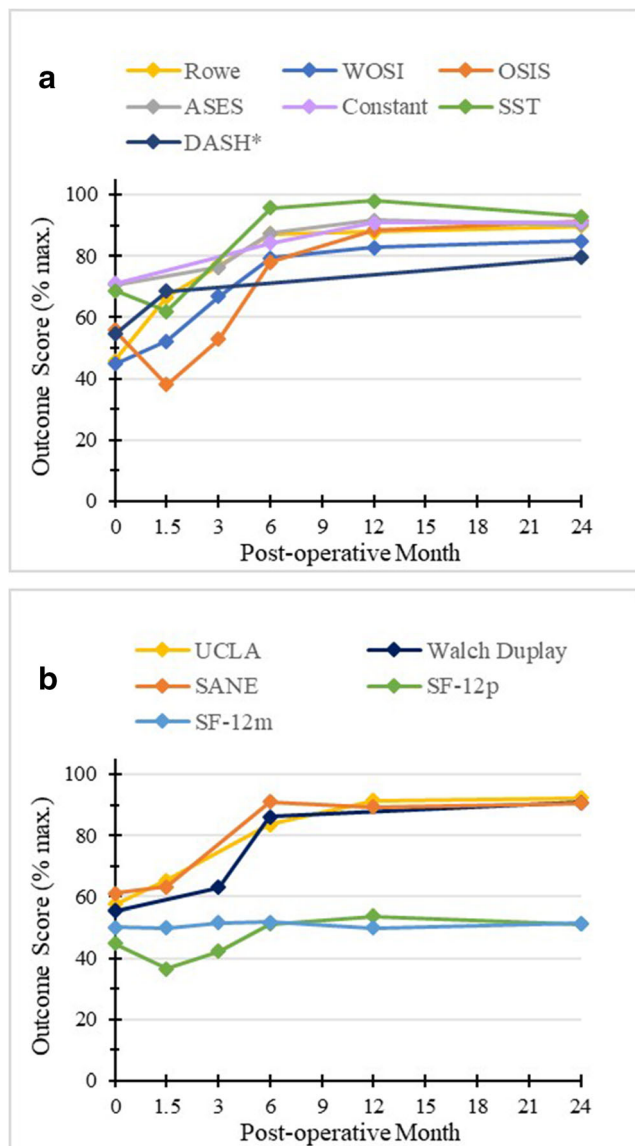 a
Rowe WOSI OSIS
ASES Constant SST
DASH*
Outcome Score (% max.)
100
80
60
40
20
0
0 1.5 3 6 9 12 15 18 21 24
Post-operative Month
b
UCLA Walch Duplay
SANE SF-12p
SF-12m
Outcome Score (% max.)
100
80
60
40
20
0
0 1.5 3 6 9 12 15 18 21 24
Post-operative Month